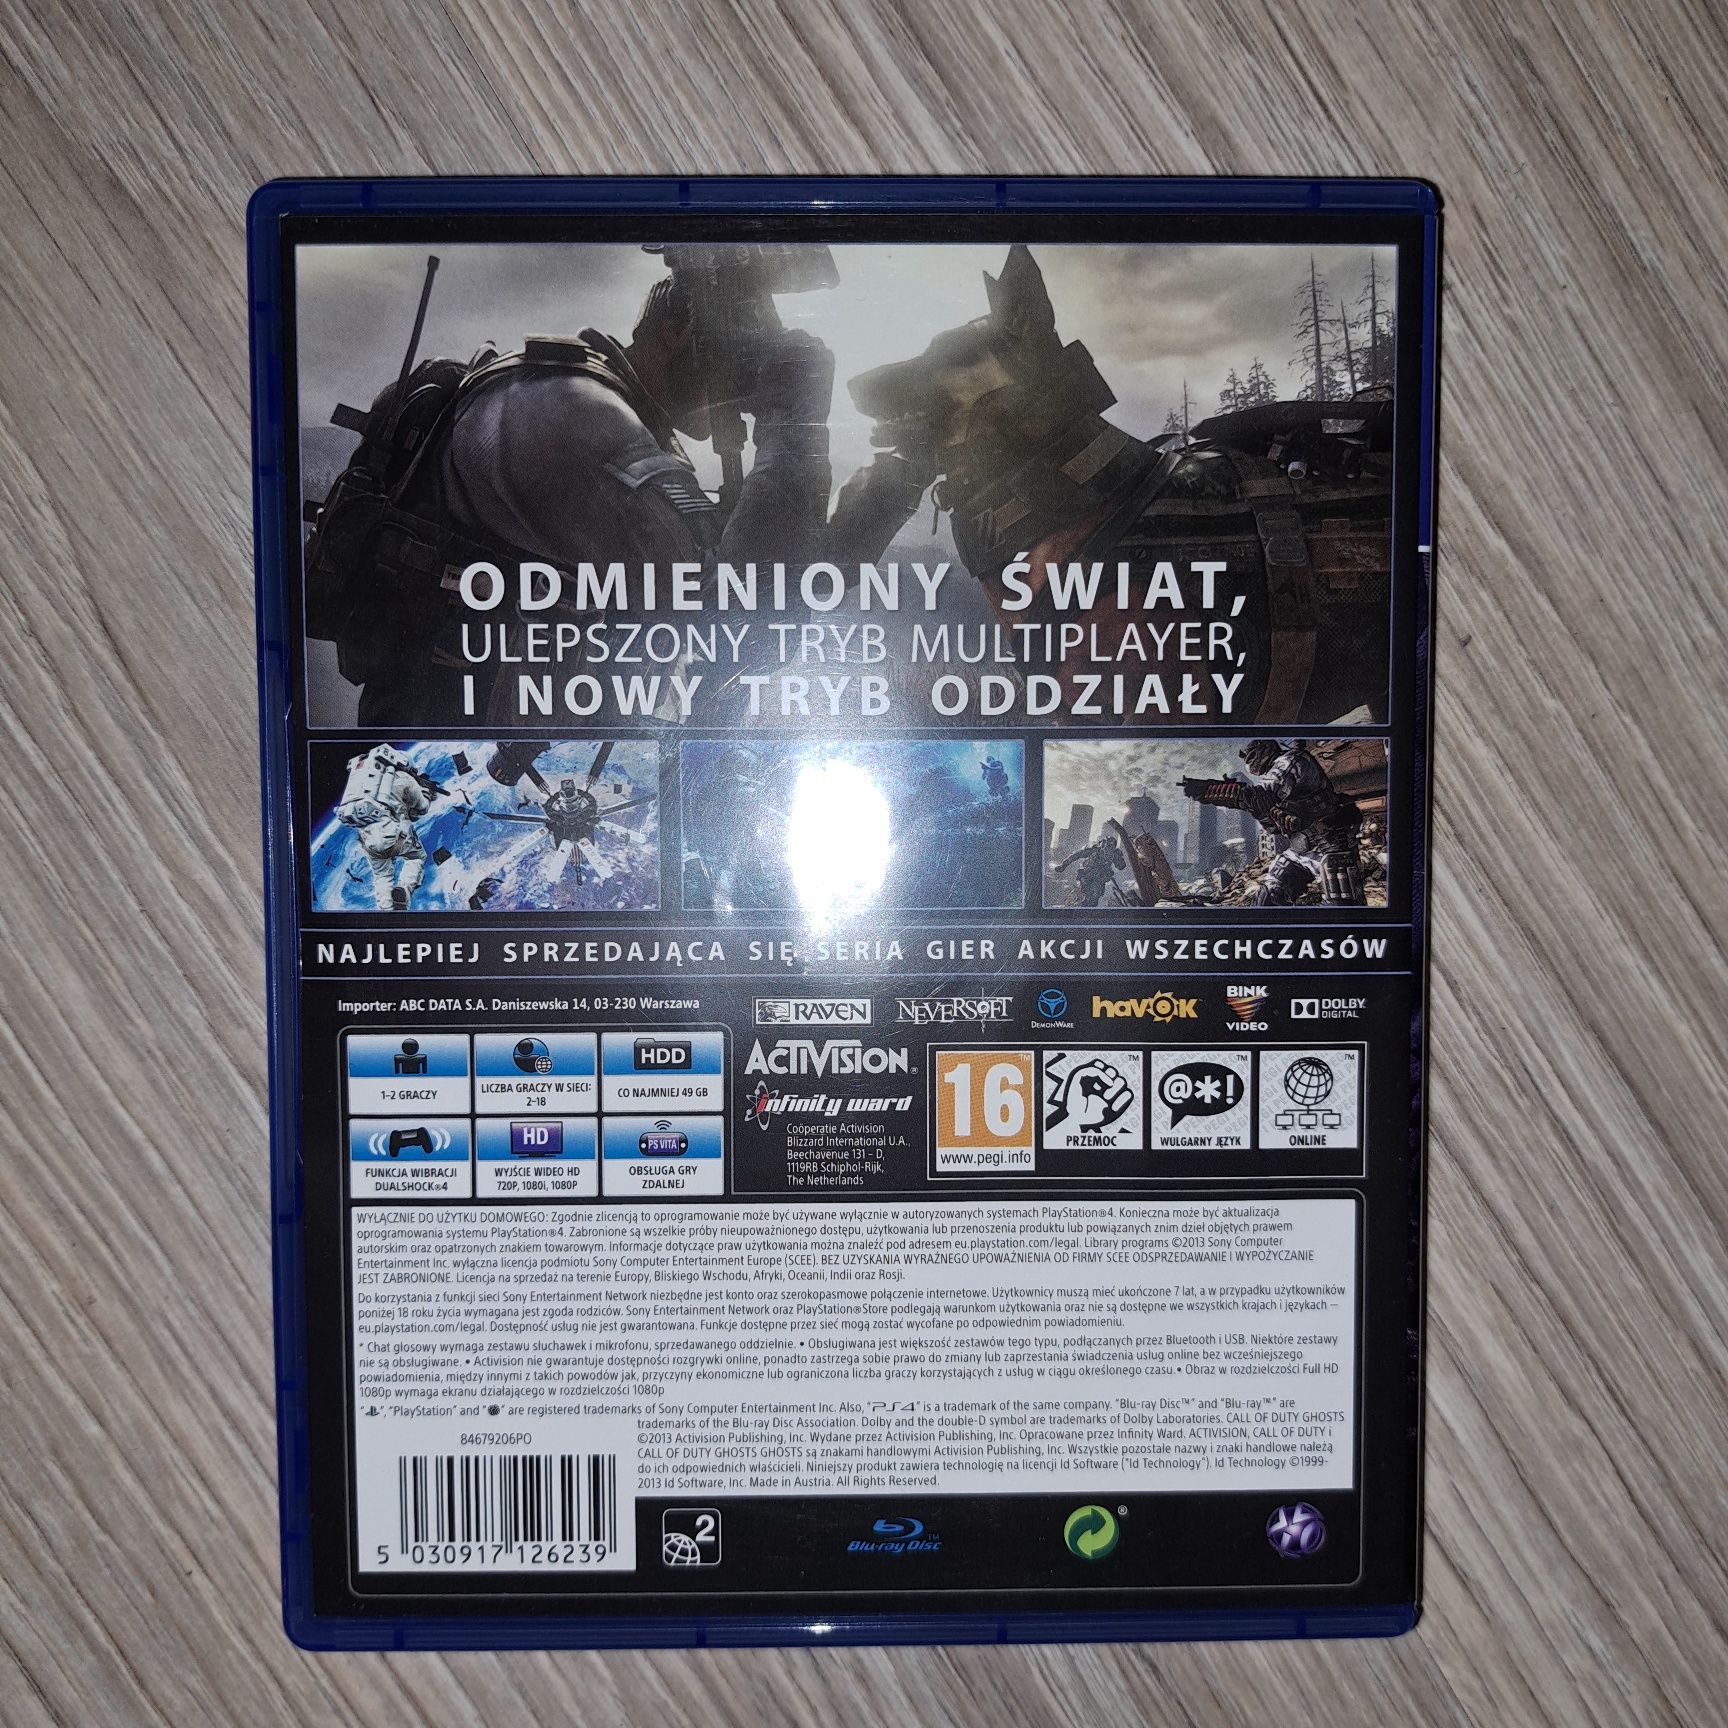 ODMIENIONY ŚWIAT,
ULEPSZONY TRYB MULTIPLAYER,
I NOWY TRYB ODDZIAŁY
NAJLEPIEJ SPRZEDAJĄCA SIĘ SERIA GIER AKCJI WSZECHCZASÓW
Importer: ABC DATA S.A. Daniszewska 14, 03-230 Warszawa
RAVEN
NEVERSOFT
DEMONWARE
havok
BINK
VIDEO
DOLBY
DIGITAL
1-2 GRACZY
LICZBA GRACZY W SIECI:
2-18
HDD
CO NAJMNIEJ 49 GB
FUNKCJA WIBRACJI
DUALSHOCK®4
HD
WYJŚCIE WIDEO HD
720P, 1080i, 1080P
PS VITA
OBSŁUGA GRY
ZDALNEJ
ACTIVISION®
infinity ward
Coöperatie Activision
Blizzard International U.A.,
Beechavenue 131 - D,
1119RB Schiphol-Rijk,
The Netherlands
16
www.pegi.info
PRZEMOC
@*!
WULGARNY JĘZYK
ONLINE
WYŁĄCZNIE DO UŻYTKU DOMOWEGO: Zgodnie zlicencją to oprogramowanie może być używane wyłącznie w autoryzowanych systemach PlayStation®4. Konieczna może być aktualizacja
oprogramowania systemu PlayStation®4. Zabronione są wszelkie próby nieupoważnionego dostępu, użytkowania lub przenoszenia produktu lub powiązanych znim dzieł objętych prawem
autorskim oraz opatrzonych znakiem towarowym. Informacje dotyczące praw użytkowania można znaleźć pod adresem eu.playstation.com/legal. Library programs ©2013 Sony Computer
Entertainment Inc. wyłączna licencja podmiotu Sony Computer Entertainment Europe (SCEE). BEZ UZYSKANIA WYRAŹNEGO UPOWAŻNIENIA OD FIRMY SCEE ODSPRZEDAWANIE I WYPOŻYCZANIE
JEST ZABRONIONE. Licencja na sprzedaż na terenie Europy, Bliskiego Wschodu, Afryki, Oceanii, Indii oraz Rosji.
Do korzystania z funkcji sieci Sony Entertainment Network niezbędne jest konto oraz szerokopasmowe połączenie internetowe. Użytkownicy muszą mieć ukończone 7 lat, a w przypadku użytkowników
poniżej 18 roku życia wymagana jest zgoda rodziców. Sony Entertainment Network oraz PlayStation®Store podlegają warunkom użytkowania oraz nie są dostępne we wszystkich krajach i językach —
eu.playstation.com/legal. Dostępność usług nie jest gwarantowana. Funkcje dostępne przez sieć mogą zostać wycofane po odpowiednim powiadomieniu.
* Chat głosowy wymaga zestawu słuchawek i mikrofonu, sprzedawanego oddzielnie. • Obsługiwana jest większość zestawów tego typu, podłączanych przez Bluetooth i USB. Niektóre zestawy
nie są obsługiwane. • Activision nie gwarantuje dostępności rozgrywki online, ponadto zastrzega sobie prawo do zmiany lub zaprzestania świadczenia usług online bez wcześniejszego
powiadomienia, między innymi z takich powodów jak, przyczyny ekonomiczne lub ograniczona liczba graczy korzystających z usług w ciągu określonego czasu. • Obraz w rozdzielczości Full HD
1080p wymaga ekranu działającego w rozdzielczości 1080p
" ", "PlayStation" and " " are registered trademarks of Sony Computer Entertainment Inc. Also, "PS4" is a trademark of the same company. "Blu-ray Disc™" and "Blu-ray™" are
trademarks of the Blu-ray Disc Association. Dolby and the double-D symbol are trademarks of Dolby Laboratories. CALL OF DUTY GHOSTS
©2013 Activision Publishing, Inc. Wydane przez Activision Publishing, Inc. Opracowane przez Infinity Ward. ACTIVISION, CALL OF DUTY i
CALL OF DUTY GHOSTS GHOSTS są znakami handlowymi Activision Publishing, Inc. Wszystkie pozostałe nazwy i znaki handlowe należą
do ich odpowiednich właścicieli. Niniejszy produkt zawiera technologię na licencji Id Software ("Id Technology"). Id Technology ©1999-
2013 Id Software, Inc. Made in Austria. All Rights Reserved.
84679206PO
5 030917 126239
2
Blu-ray Disc™
®